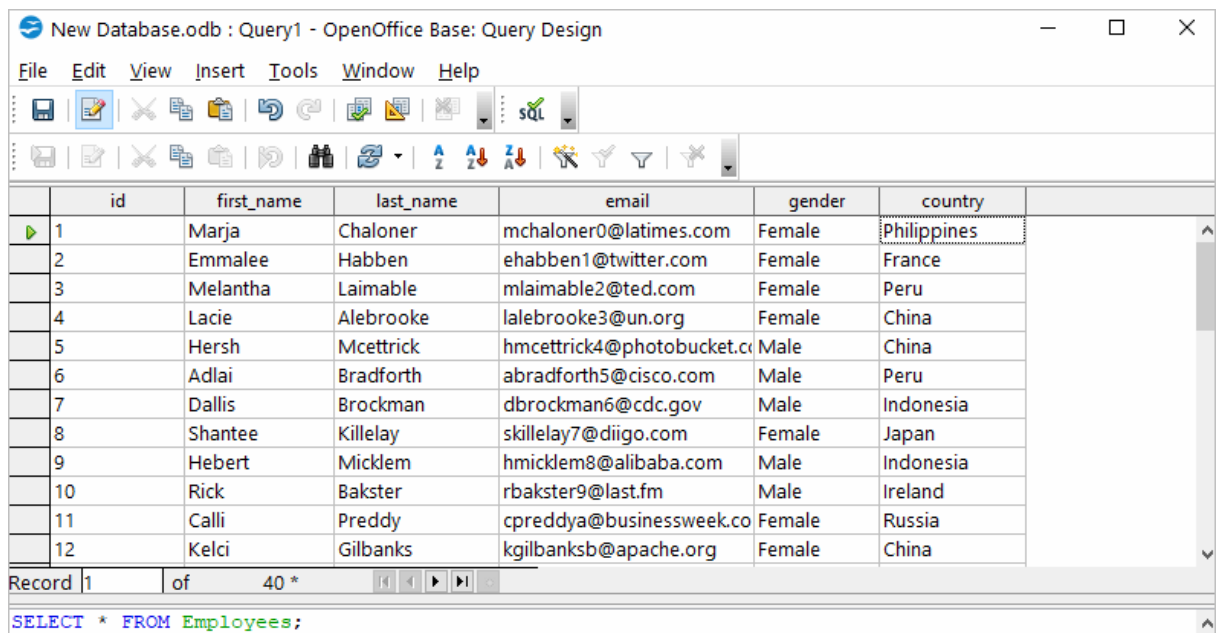 New Database.odb : Query1 - OpenOffice Base: Query Design
File Edit View Insert Tools Window Help
SQL
A Z A Z Z A
id first_name last_name email gender country
1 Marja Chaloner mchaloner0@latimes.com Female Philippines
2 Emmalee Habben ehabben1@twitter.com Female France
3 Melantha Laimable mlaimable2@ted.com Female Peru
4 Lacie Alebrooke lalebrooke3@un.org Female China
5 Hersh Mcettrick hmcettrick4@photobucket.c Male China
6 Adlai Bradforth abradforth5@cisco.com Male Peru
7 Dallis Brockman dbrockman6@cdc.gov Male Indonesia
8 Shantee Killelay skillelay7@diigo.com Female Japan
9 Hebert Micklem hmicklem8@alibaba.com Male Indonesia
10 Rick Bakster rbakster9@last.fm Male Ireland
11 Calli Preddy cpreddya@businessweek.co Female Russia
12 Kelci Gilbanks kgilbanksb@apache.org Female China
Record 1 of 40 *
SELECT * FROM Employees;